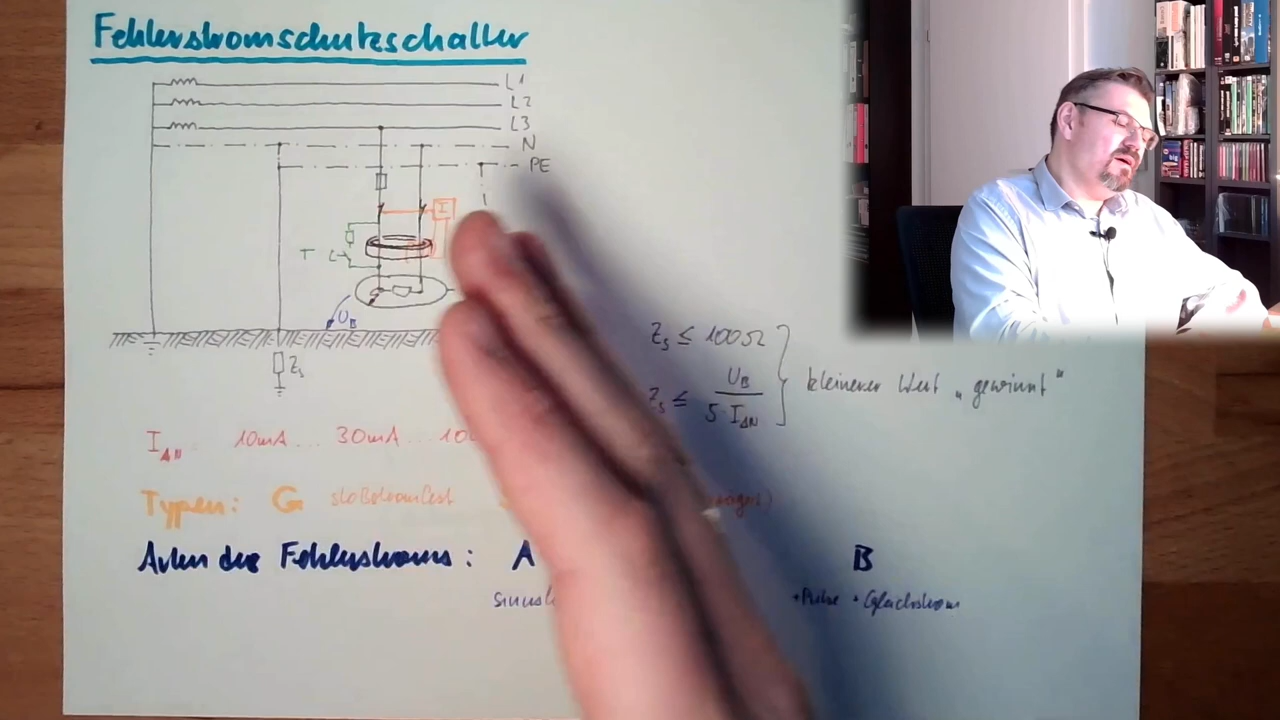 Fehlerstromschutzschalter
L1
L2
L3
N
PE
I
T
U_B
Z_s
Z_s ≤ 100Ω
Z_s ≤ U_B / 5·I_ΔN
kleinerer Wert „gewinnt“
I_ΔN 10mA ... 30mA ... 100
Typen: G stoßstromfest
Arten des Fehlerstroms: A B
+Pulse + Gleichstrom